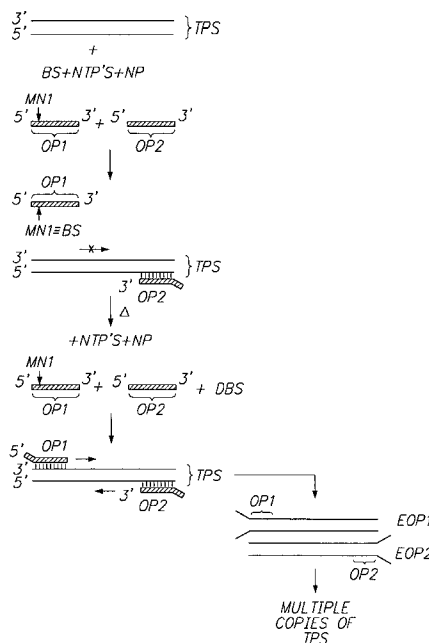 3'
5'
} TPS
+
BS+NTP'S+NP
MN1
5' 3' + 5' 3'
OP1 OP2
OP1
5' 3'
MN1≡BS
x
3'
5'
} TPS
3' OP2
Δ
+NTP'S+NP
MN1
5' 3' + 5' 3' + DBS
OP1 OP2
5' OP1
3'
5'
} TPS
3' OP2
OP1
EOP1
EOP2
OP2
MULTIPLE
COPIES OF
TPS